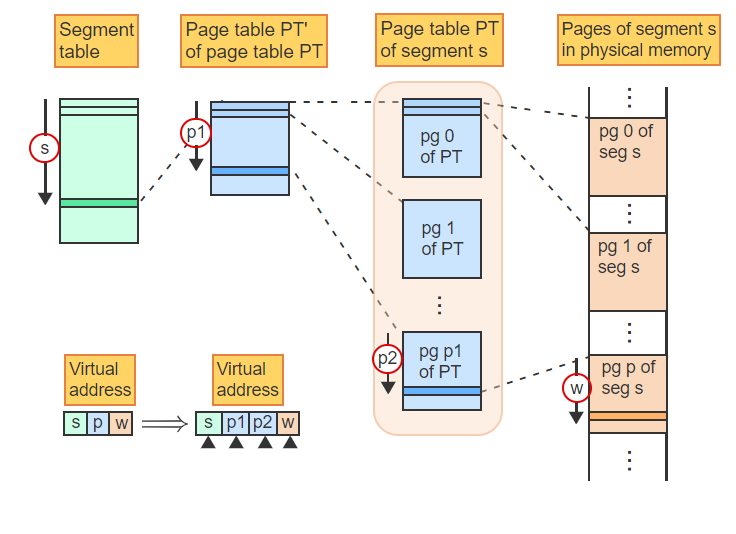 Segment
table
Page table PT'
of page table PT
Page table PT
of segment s
Pages of segment s
in physical memory
s
p1
pg 0
of PT
pg 1
of PT
⋮
p2
pg p1
of PT
⋮
pg 0 of
seg s
⋮
pg 1 of
seg s
⋮
w
pg p of
seg s
⋮
Virtual
address
s p w
Virtual
address
s p1 p2 w